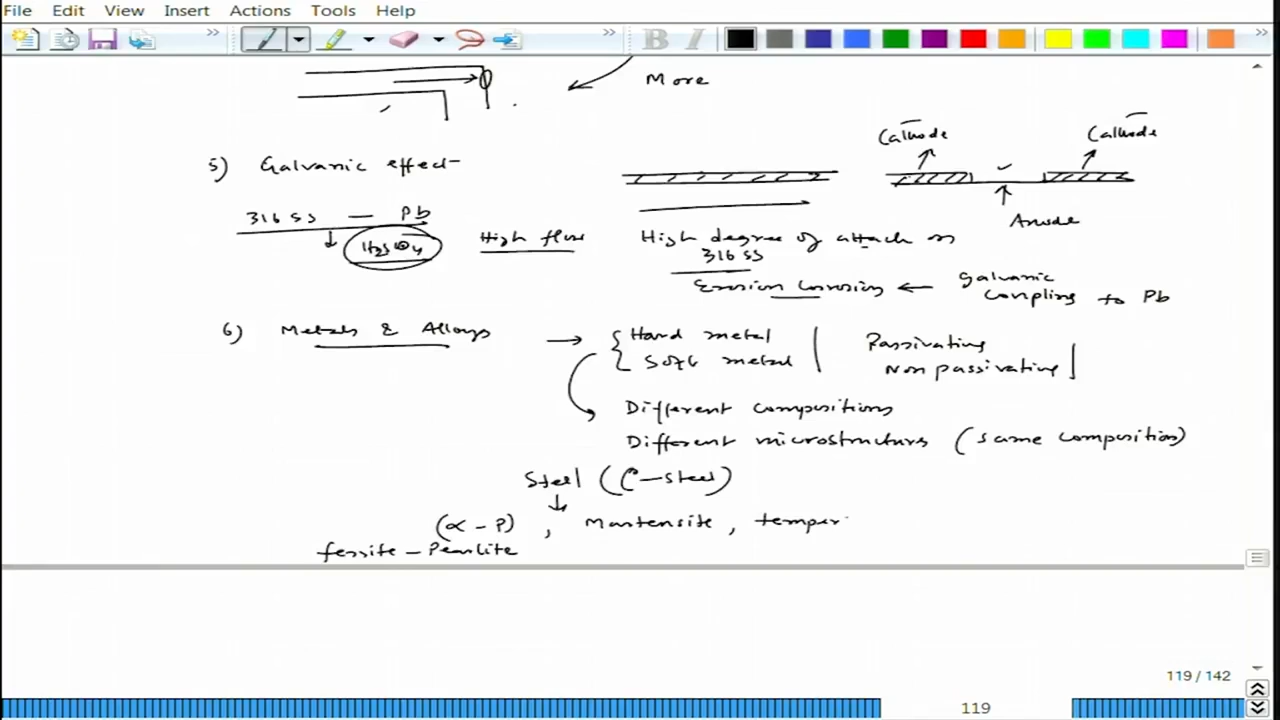 File Edit View Insert Actions Tools Help
More
Cathode Cathode
5) Galvanic effect
Anode
316 SS — Pb
H2SO4
High flow
High degree of attack on
316 SS
Erosion Corrosion ← Galvanic
coupling to Pb
6) Metals & Alloys → { Hard metal
Soft metal
Passivating
Non passivating
Different compositions
Different microstructures (same composition)
Steel (C-steel)
(α - P) , Martensite , temper
ferrite - Pearlite
119 / 142
119